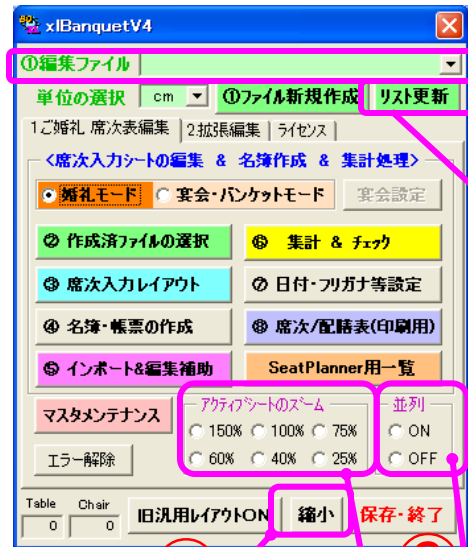 xlBanquetV4
①編集ファイル
単位の選択 cm ①ファイル新規作成 リスト更新
1ご婚礼 席次表編集 2拡張編集 ライセンス
<席次入力シートの編集 & 名簿作成 & 集計処理>
婚礼モード 宴会・バンケットモード 宴会設定
② 作成済ファイルの選択 ⑥ 集計 & チェック
③ 席次入力レイアウト ⑦ 日付・フリガナ等設定
④ 名簿・帳票の作成 ⑧ 席次/配膳表(印刷用)
⑤ インポート&編集補助 SeatPlanner用一覧
マスタメンテナンス アクティブシートのズーム 並列
150% 100% 75% ON
エラー解除 60% 40% 25% OFF
Table Chair
0 0 旧汎用レイアウトON 縮小 保存・終了